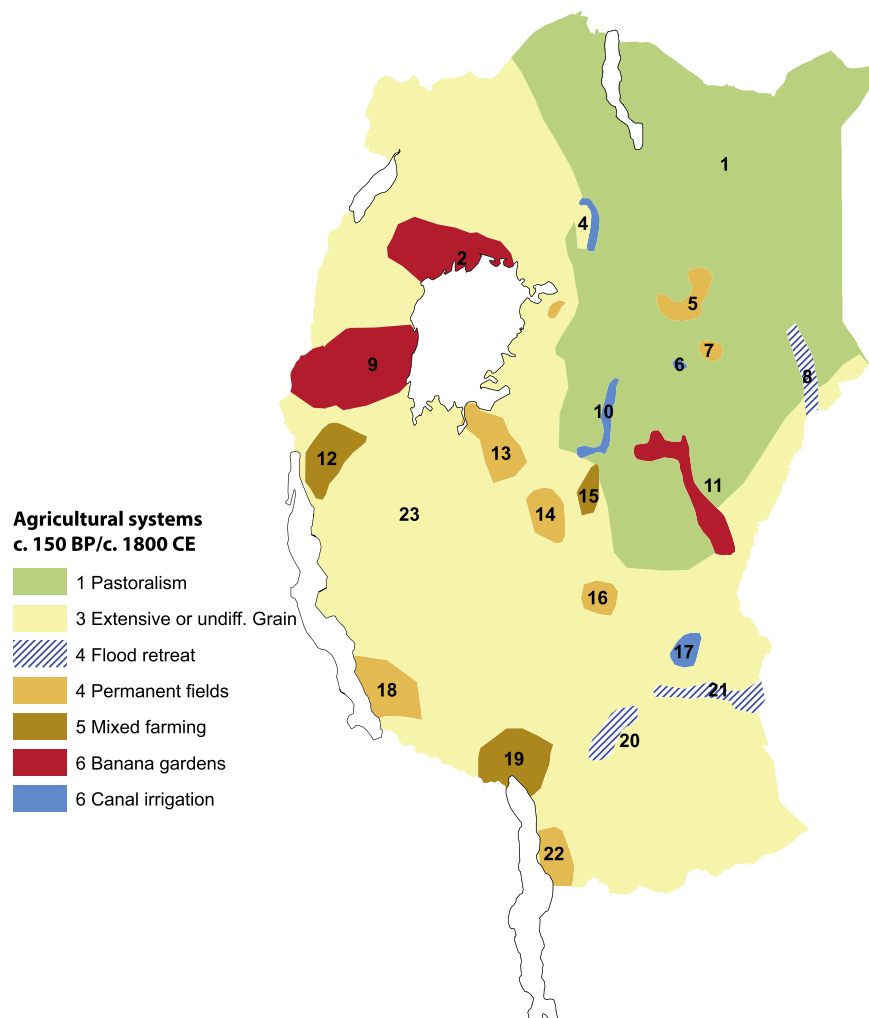 1
4
2
5
7
6
8
9
10
13
12
11
15
14
23
Agricultural systems
c. 150 BP/c. 1800 CE
1 Pastoralism
3 Extensive or undiff. Grain
4 Flood retreat
4 Permanent fields
5 Mixed farming
6 Banana gardens
6 Canal irrigation
16
17
18
21
20
19
22